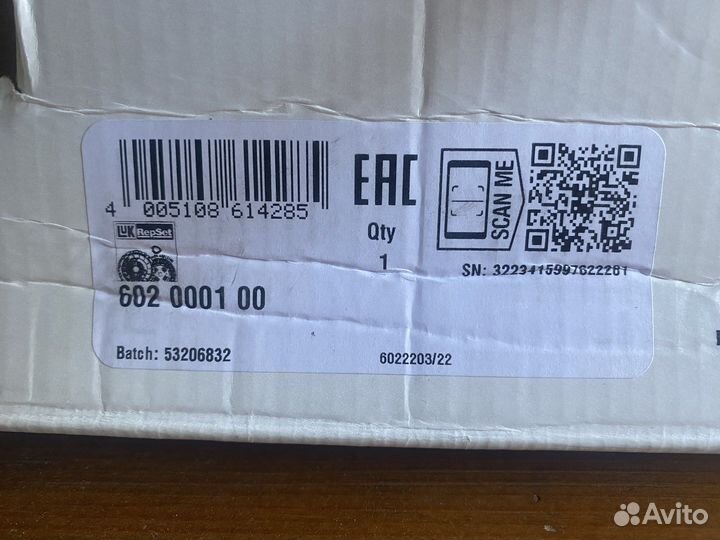 4 005108 614285
EAC
Qty
1
SCAN ME
SN: 3223415997622261
LuK RepSet
602 0001 00
Batch: 53206832
6022203/22
Avito